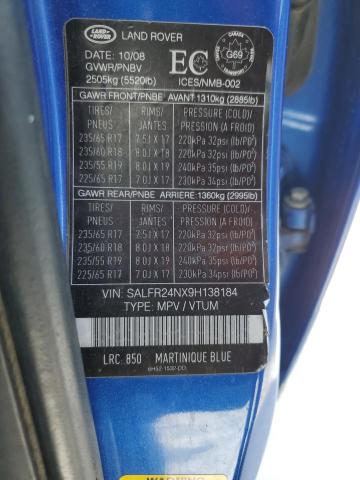 LAND-ROVER
LAND ROVER
DATE: 10/08
GVWR/PNBV
2505kg (5520lb)
EC
ICES/NMB-002
CANADA
G69
TRANSPORT
GAWR FRONT/PNBE AVANT 1310kg (2885lb)
TIRES/ RIMS/ PRESSURE (COLD)/
PNEUS JANTES PRESSION (A FROID)
235/65 R17 7.5J X 17 220kPa 32psi (lb/PO²)
235/60 R18 8.0J X 18 220kPa 32psi (lb/PO²)
235/55 R19 8.0J X 19 240kPa 35psi (lb/PO²)
225/65 R17 7.0J X 17 230kPa 34psi (lb/PO²)
GAWR REAR/PNBE ARRIERE 1360kg (2995lb)
TIRES/ RIMS/ PRESSURE (COLD)/
PNEUS JANTES PRESSION (A FROID)
235/65 R17 7.5J X 17 220kPa 32psi (lb/PO²)
235/60 R18 8.0J X 18 220kPa 32psi (lb/PO²)
235/55 R19 8.0J X 19 240kPa 35psi (lb/PO²)
225/65 R17 7.0J X 17 230kPa 34psi (lb/PO²)
VIN: SALFR24NX9H138184
TYPE: MPV / VTUM
LRC 850 MARTINIQUE BLUE
WARNING